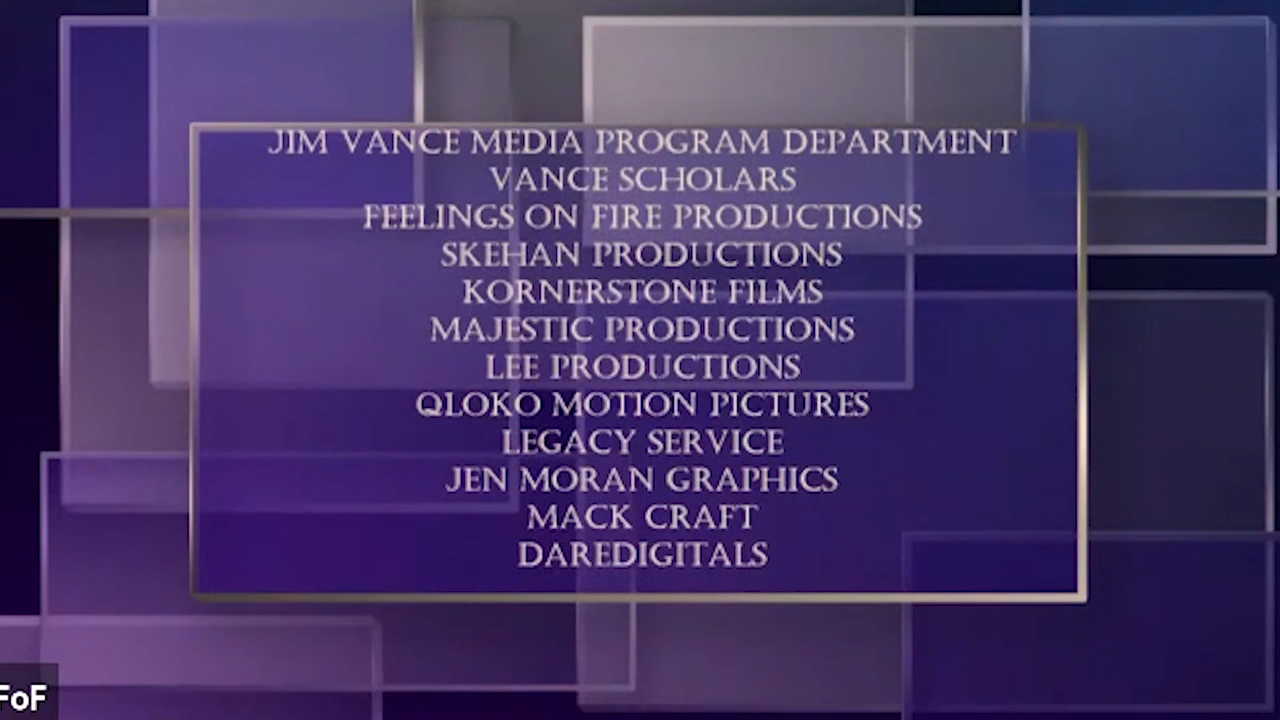 JIM VANCE MEDIA PROGRAM DEPARTMENT
VANCE SCHOLARS
FEELINGS ON FIRE PRODUCTIONS
SKEHAN PRODUCTIONS
KORNERSTONE FILMS
MAJESTIC PRODUCTIONS
LEE PRODUCTIONS
QLOKO MOTION PICTURES
LEGACY SERVICE
JEN MORAN GRAPHICS
MACK CRAFT
DAREDIGITALS
FoF